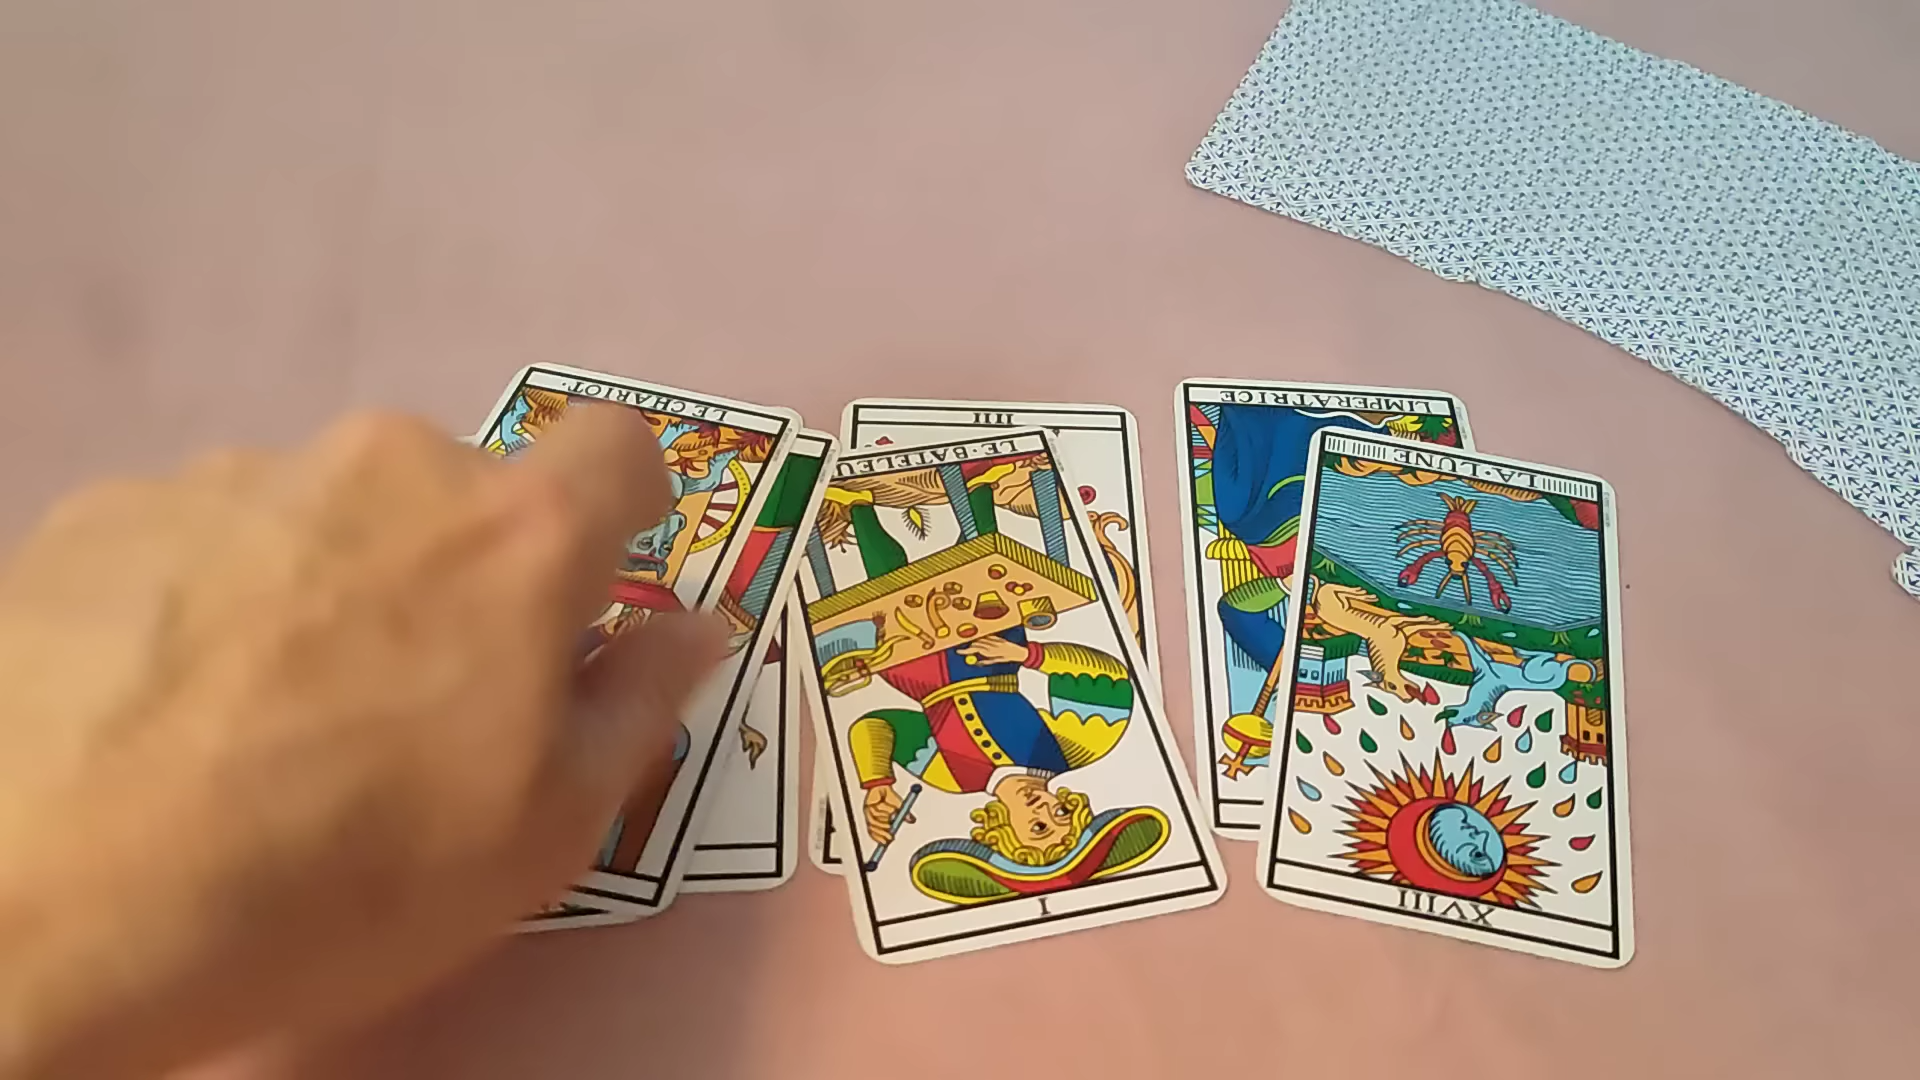 LE·CHARIOT·
IIII
LE·BATELEU
I
LIMPERATRICE
LA·LUNE
XVIII